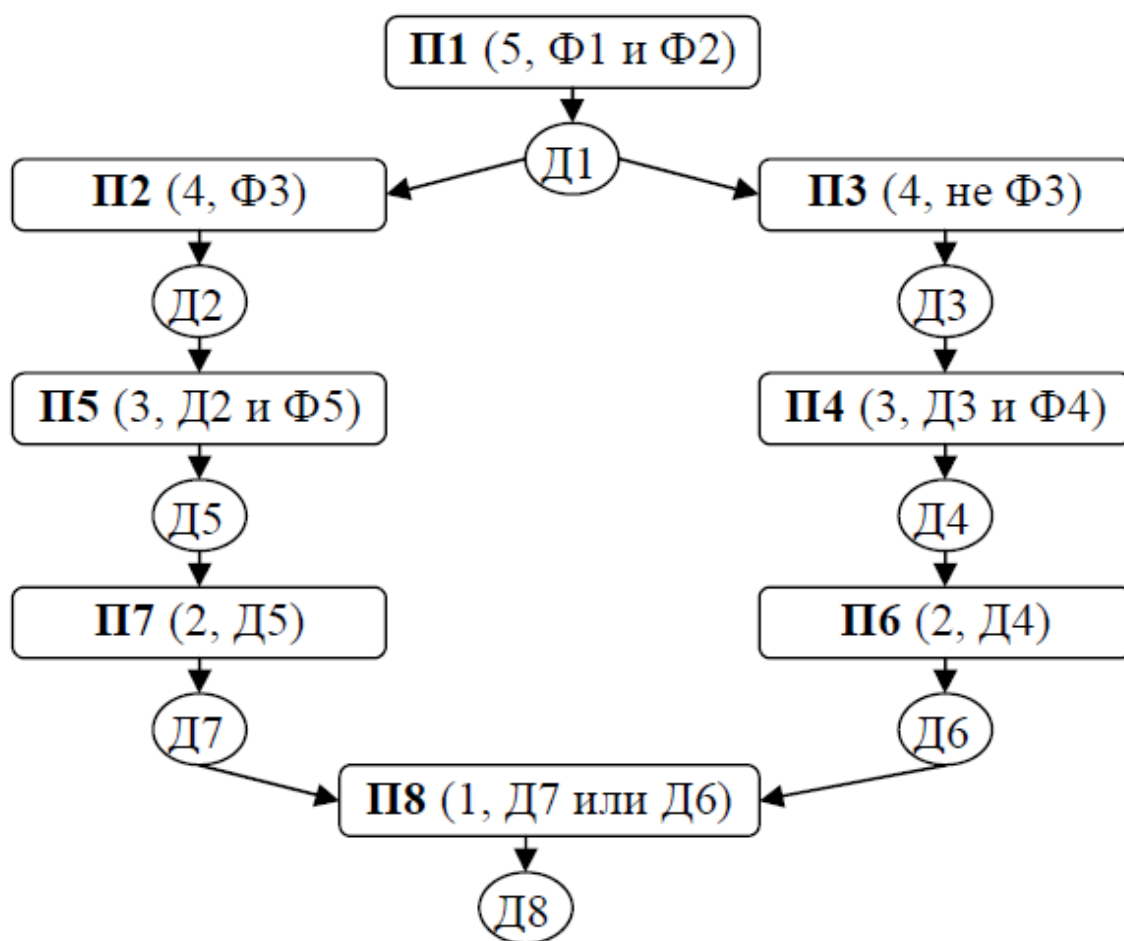 П1 (5, Ф1 и Ф2)
Д1
П2 (4, Ф3)
П3 (4, не Ф3)
Д2
Д3
П5 (3, Д2 и Ф5)
П4 (3, Д3 и Ф4)
Д5
Д4
П7 (2, Д5)
П6 (2, Д4)
Д7
Д6
П8 (1, Д7 или Д6)
Д8